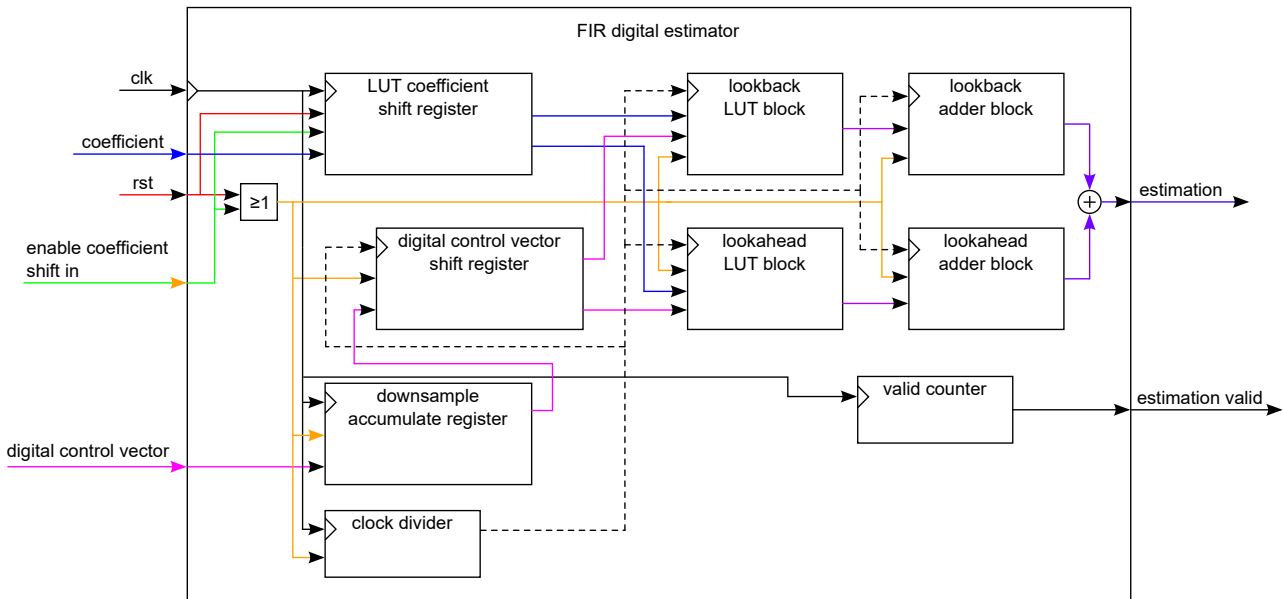 FIR digital estimator
clk
coefficient
rst
enable coefficient
shift in
digital control vector
LUT coefficient
shift register
≥1
digital control vector
shift register
downsample
accumulate register
clock divider
lookback
LUT block
lookahead
LUT block
lookback
adder block
lookahead
adder block
valid counter
+
estimation
estimation valid